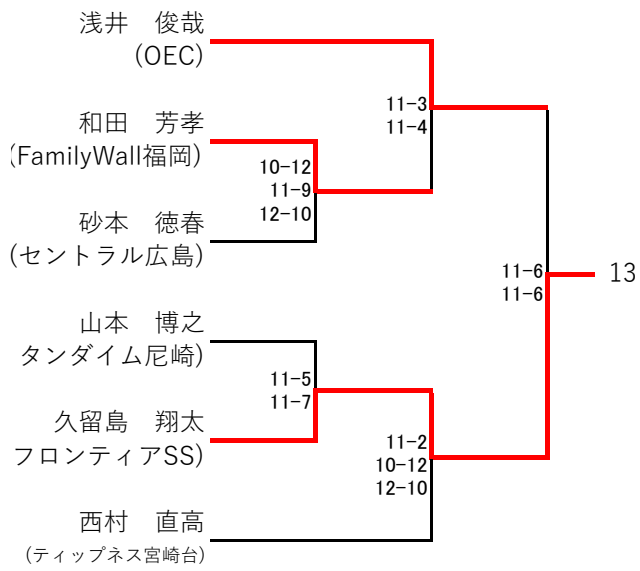 浅井　俊哉
(OEC)
11-3
11-4
和田　芳孝
(FamilyWall福岡)
10-12
11-9
12-10
砂本　徳春
(セントラル広島)
11-6
11-6
13
山本　博之
タンダイム尼崎)
11-5
11-7
久留島　翔太
フロンティアSS)
11-2
10-12
12-10
西村　直高
(ティップネス宮崎台)